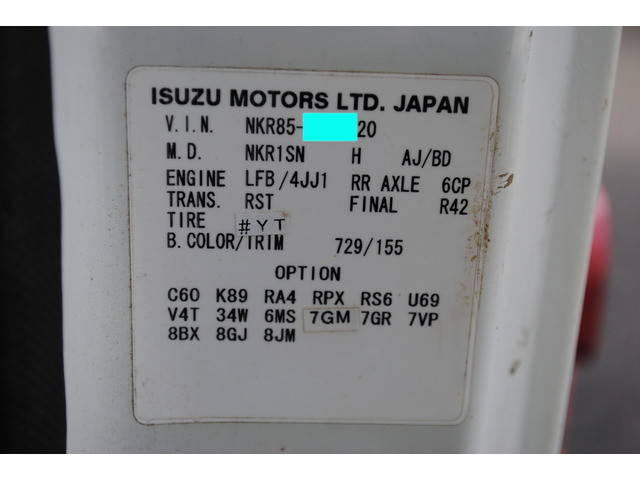 ISUZU MOTORS LTD. JAPAN
V.I.N. NKR85- 20
M.D. NKR1SN H AJ/BD
ENGINE LFB/4JJ1 RR AXLE 6CP
TRANS. RST FINAL R42
TIRE #YT
B.COLOR/TRIM 729/155
OPTION
C60 K89 RA4 RPX RS6 U69
V4T 34W 6MS 7GM 7GR 7VP
8BX 8GJ 8JM